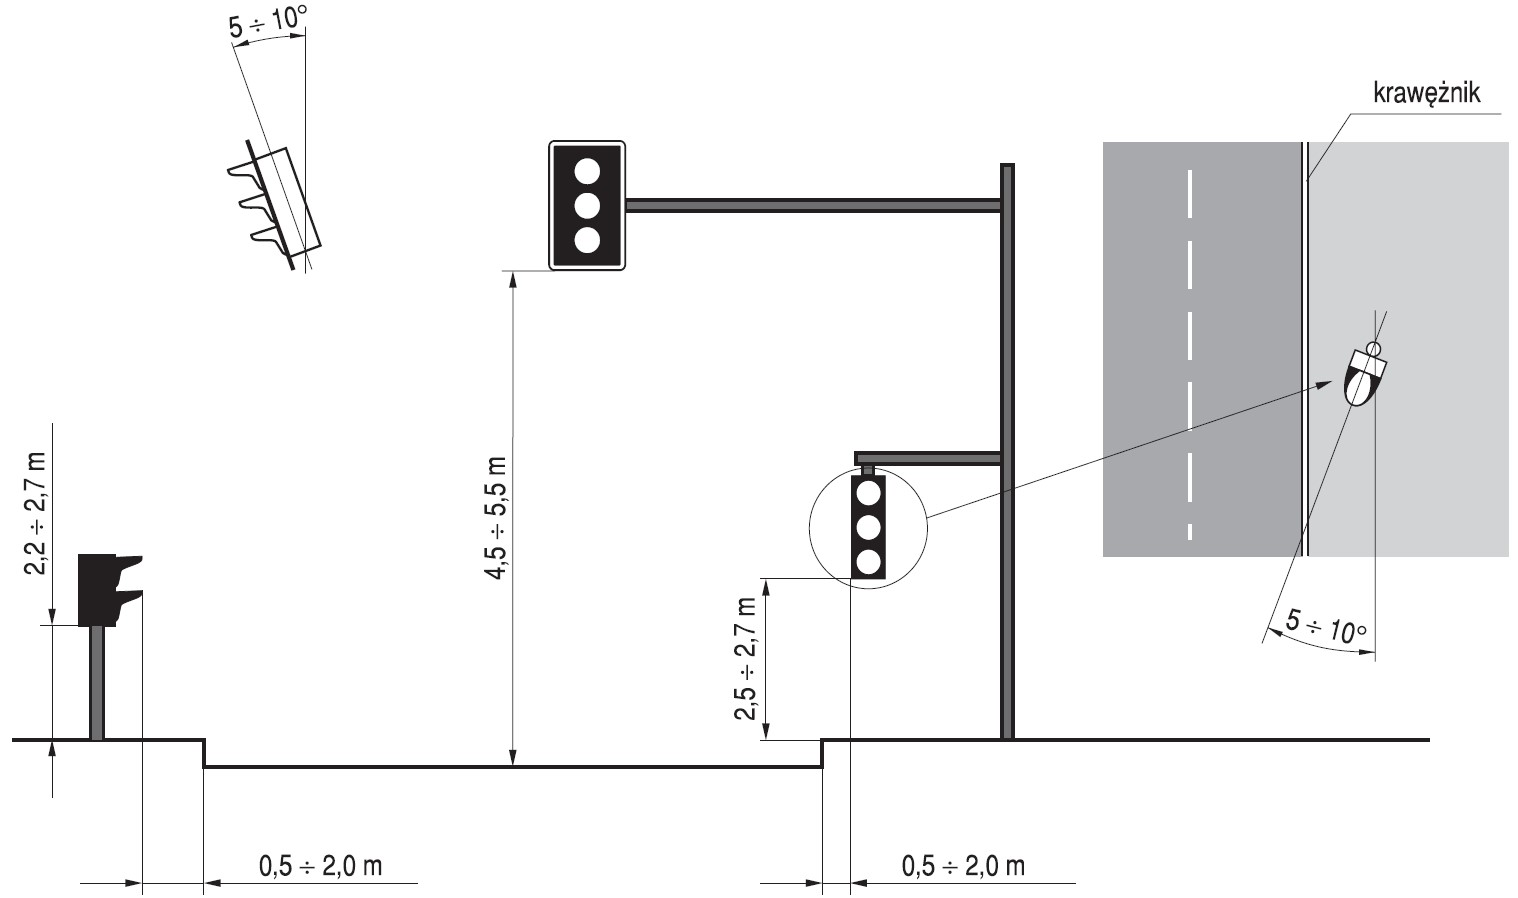 5 ÷ 10°
krawężnik
2,2 ÷ 2,7 m
4,5 ÷ 5,5 m
2,5 ÷ 2,7 m
5 ÷ 10°
0,5 ÷ 2,0 m
0,5 ÷ 2,0 m